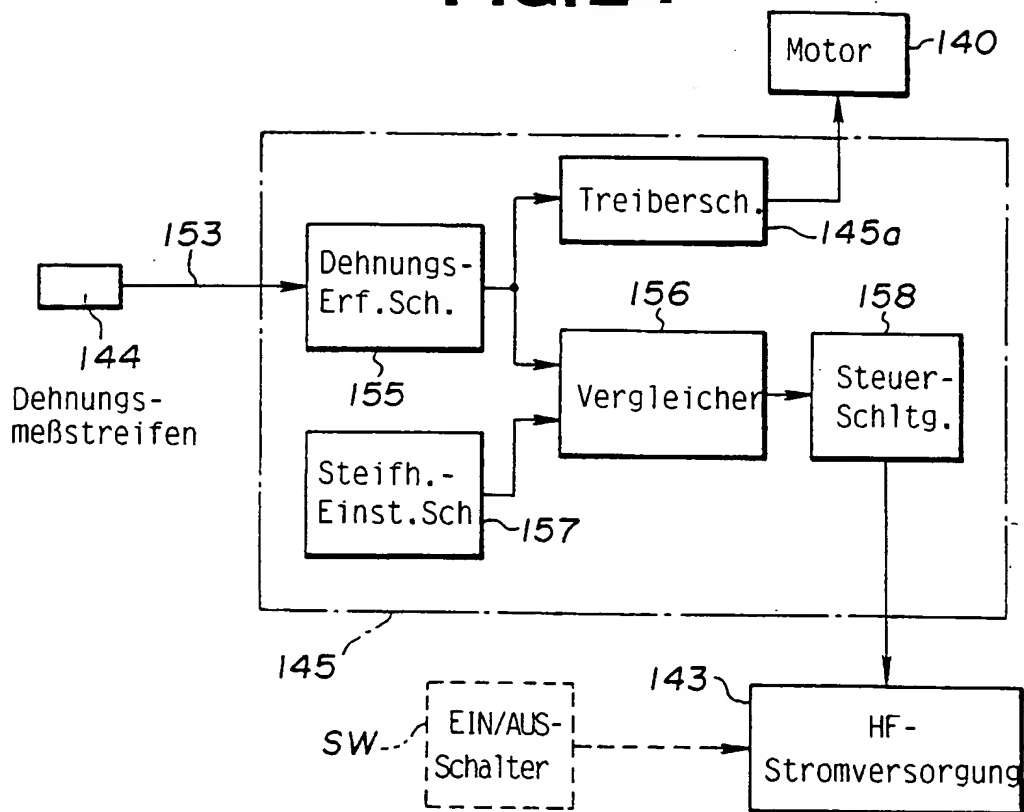 Motor
140
Treibersch.
145a
153
Dehnungs-
Erf.Sch.
155
144
Dehnungs-
meßstreifen
156
Vergleicher
158
Steuer-
Schltg.
Steifh.-
Einst.Sch
157
145
143
HF-
Stromversorgung
SW
EIN/AUS-
Schalter